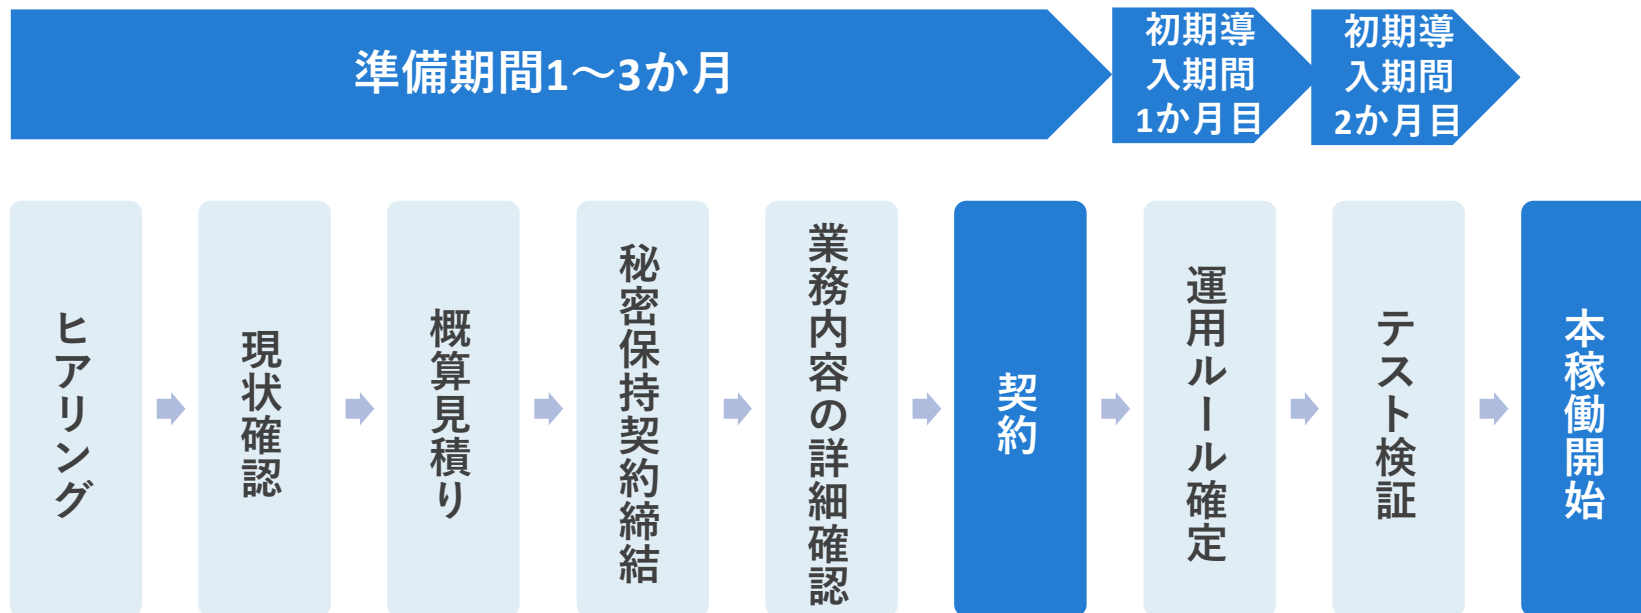 準備期間1～3か月
初期導
入期間
1か月目
初期導
入期間
2か月目
ヒアリング
現状確認
概算見積り
秘密保持契約締結
業務内容の詳細確認
契約
運用ルール確定
テスト検証
本稼働開始